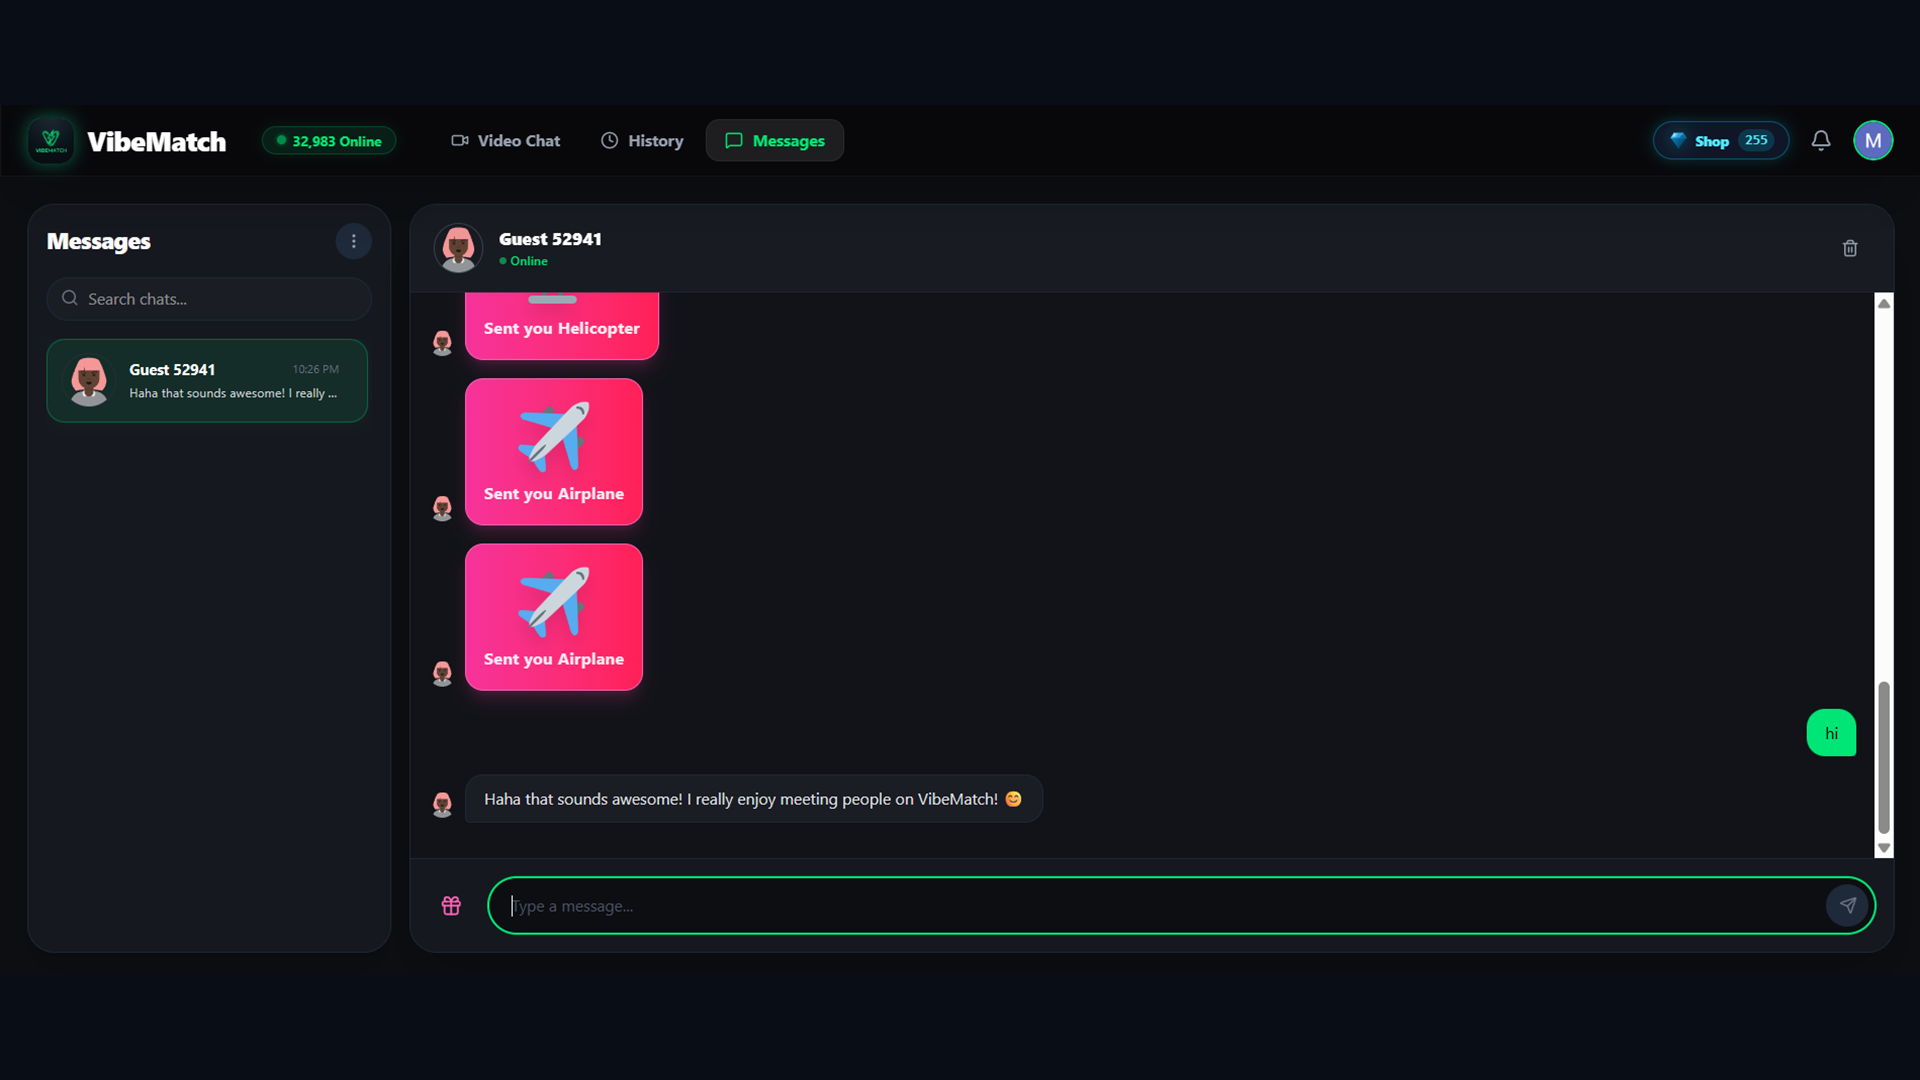 VIBEMATCH
VibeMatch
32,983 Online
Video Chat
History
Messages
Shop
255
M
Messages
Search chats...
Guest 52941
10:26 PM
Haha that sounds awesome! I really ...
Guest 52941
Online
Sent you Helicopter
Sent you Airplane
Sent you Airplane
hi
Haha that sounds awesome! I really enjoy meeting people on VibeMatch! 😊
Type a message...